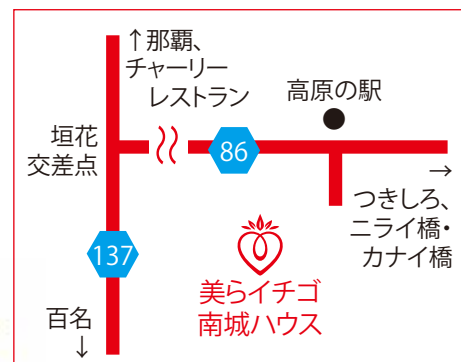 ↑那覇、
チャーリー
レストラン
高原の駅
垣花
交差点
86
→
つきしろ、
ニライ橋・
カナイ橋
137
美らイチゴ
南城ハウス
百名
↓